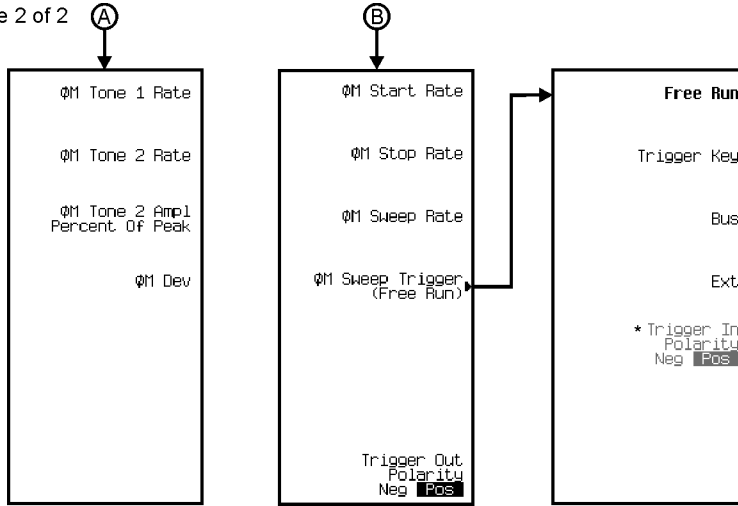 e 2 of 2
A
B
ΦM Tone 1 Rate
ΦM Tone 2 Rate
ΦM Tone 2 Ampl
Percent Of Peak
ΦM Dev
ΦM Start Rate
ΦM Stop Rate
ΦM Sweep Rate
ΦM Sweep Trigger
(Free Run)
Trigger Out
Polarity
Neg Pos
Free Run
Trigger Key
Bus
Ext
* Trigger In
Polarity
Neg Pos